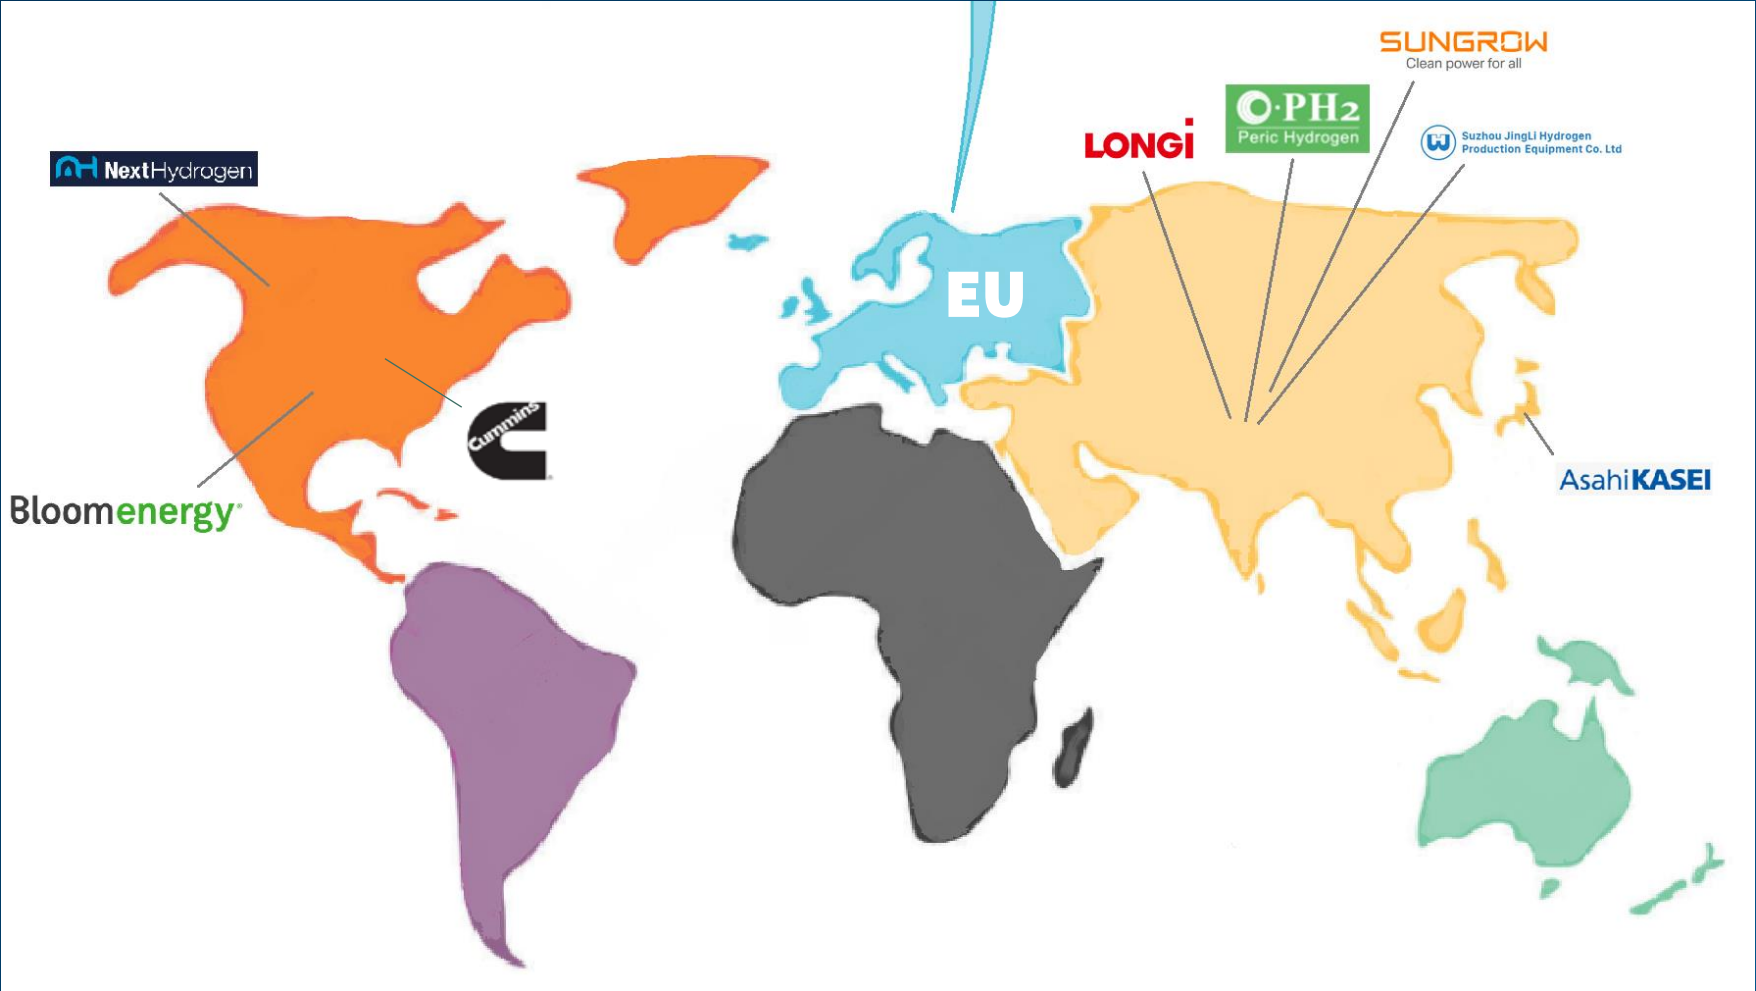 SUNGROW
Clean power for all
O·PH2
Peric Hydrogen
LONGi
Suzhou JingLi Hydrogen
Production Equipment Co. Ltd
NextHydrogen
EU
Cummins
Bloomenergy
AsahiKASEI